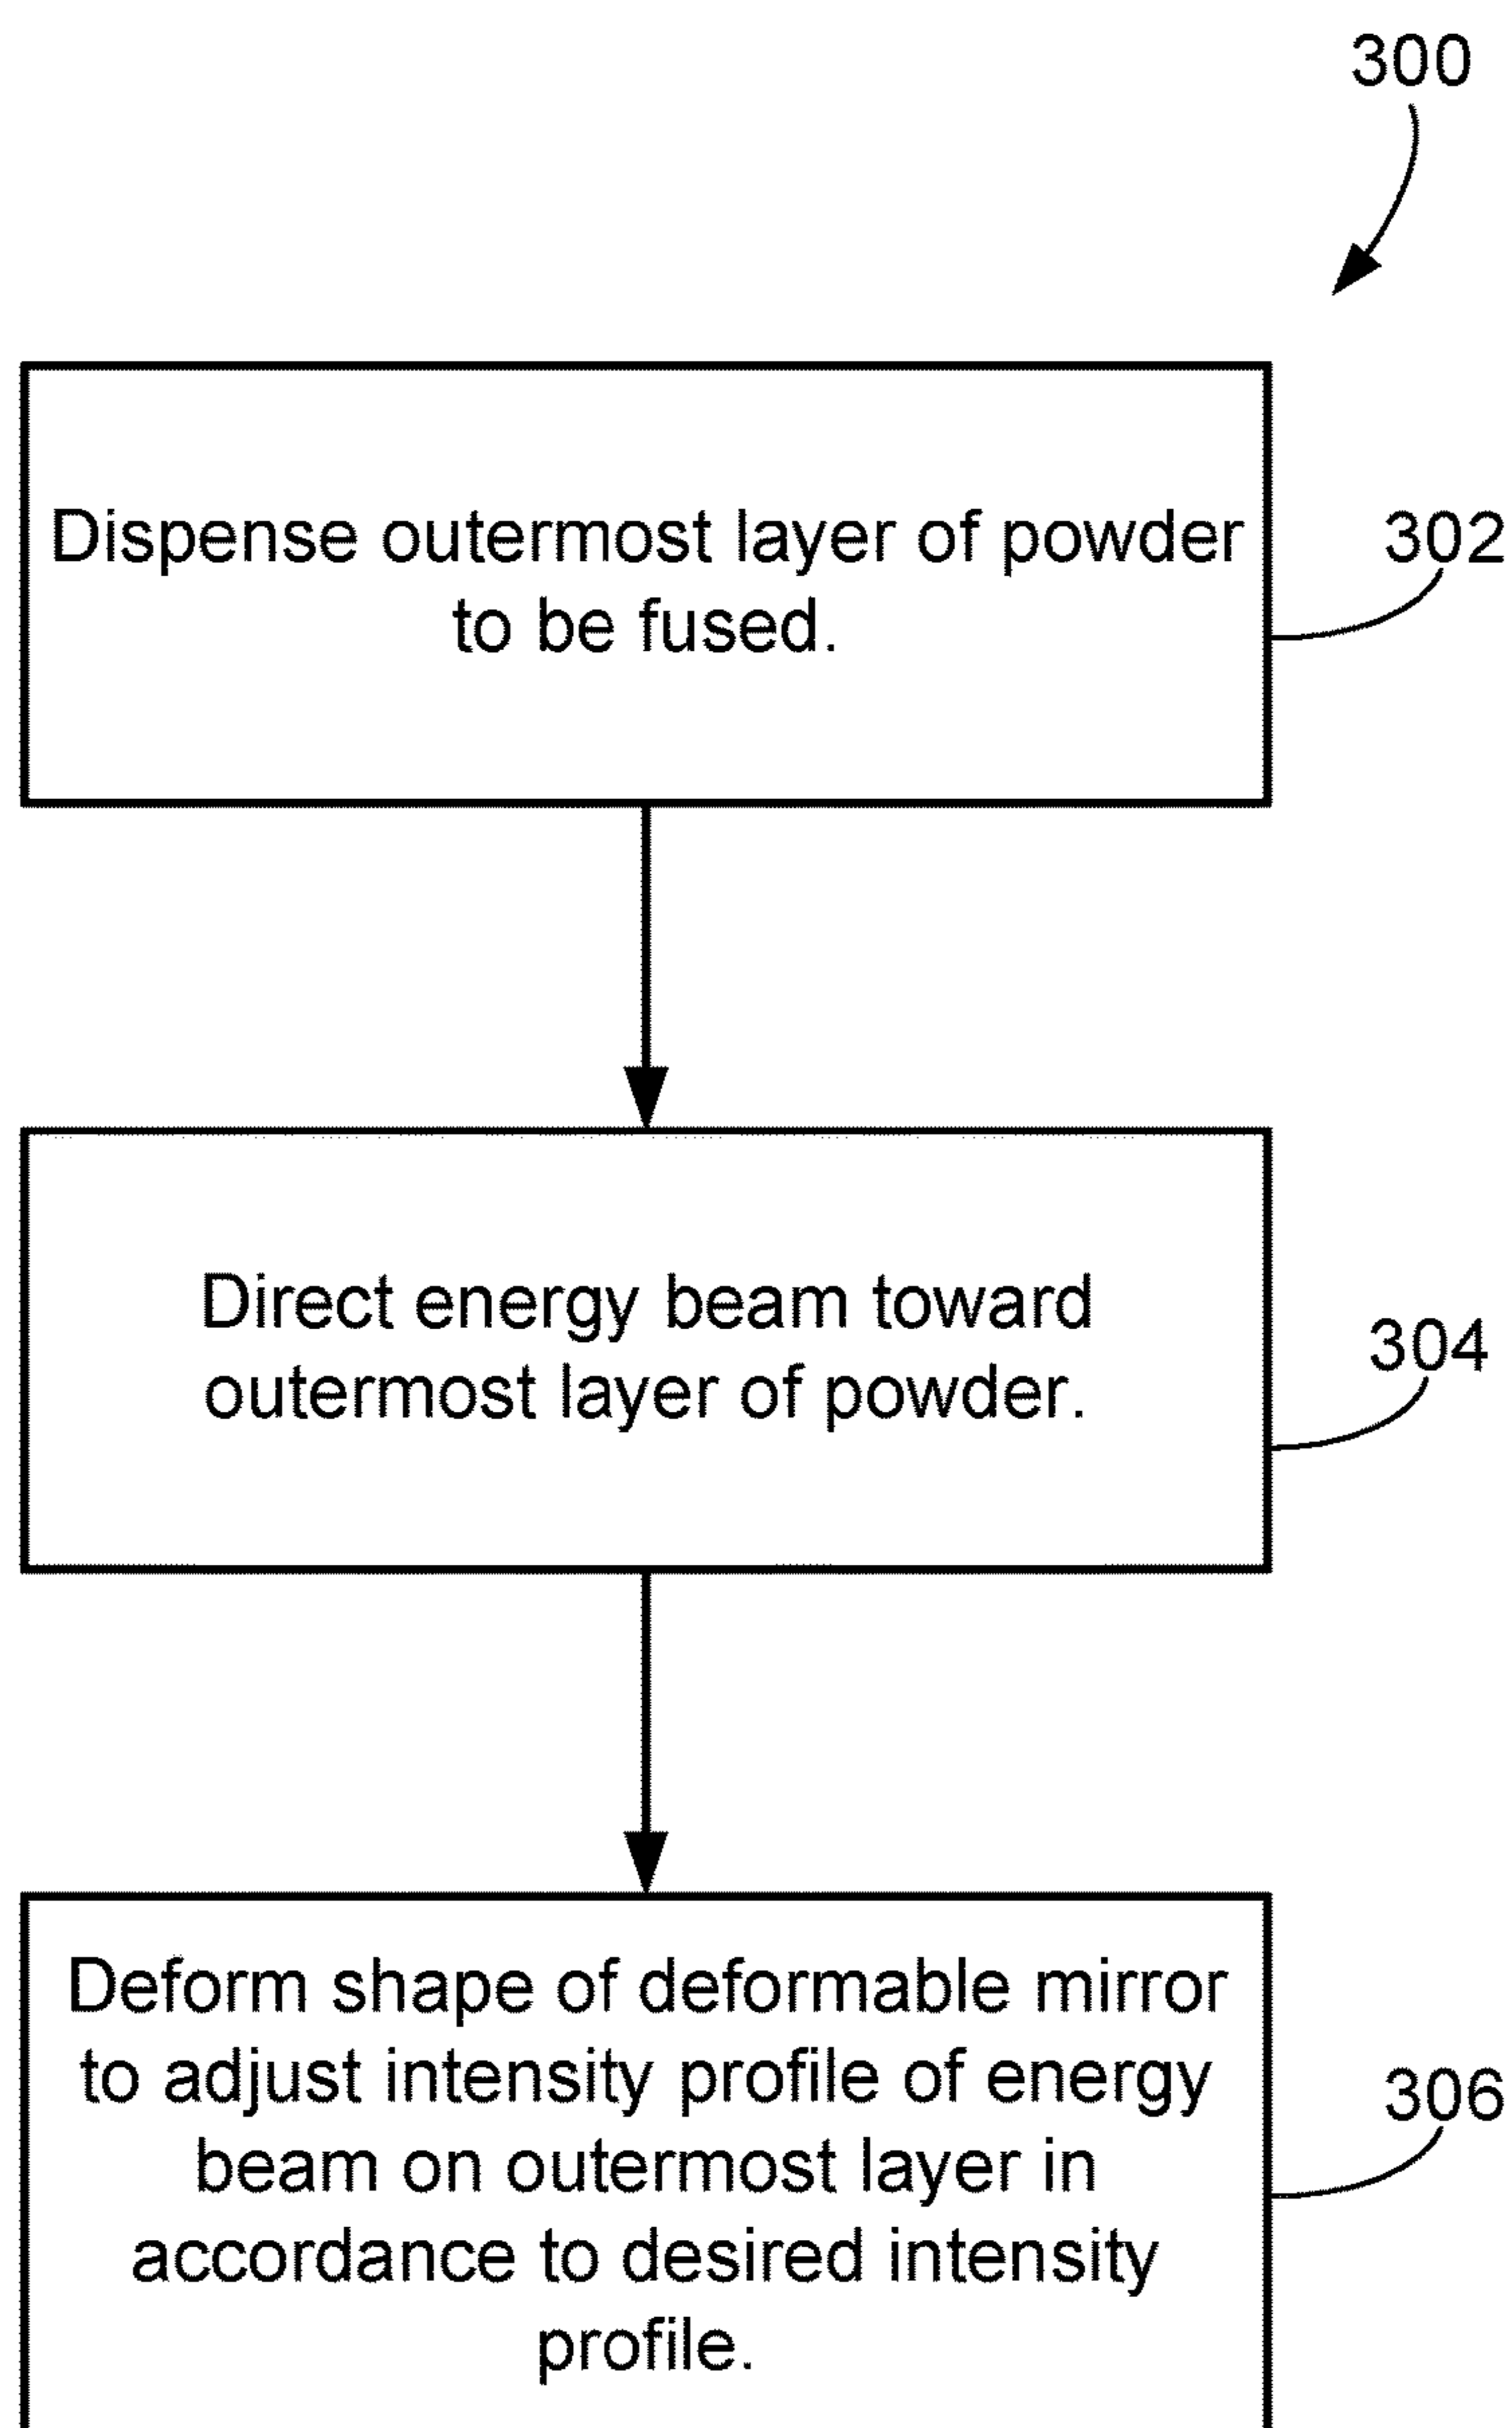 300
Dispense outermost layer of powder
to be fused.
302
Direct energy beam toward
outermost layer of powder.
304
Deform shape of deformable mirror
to adjust intensity profile of energy
beam on outermost layer in
accordance to desired intensity
profile.
306